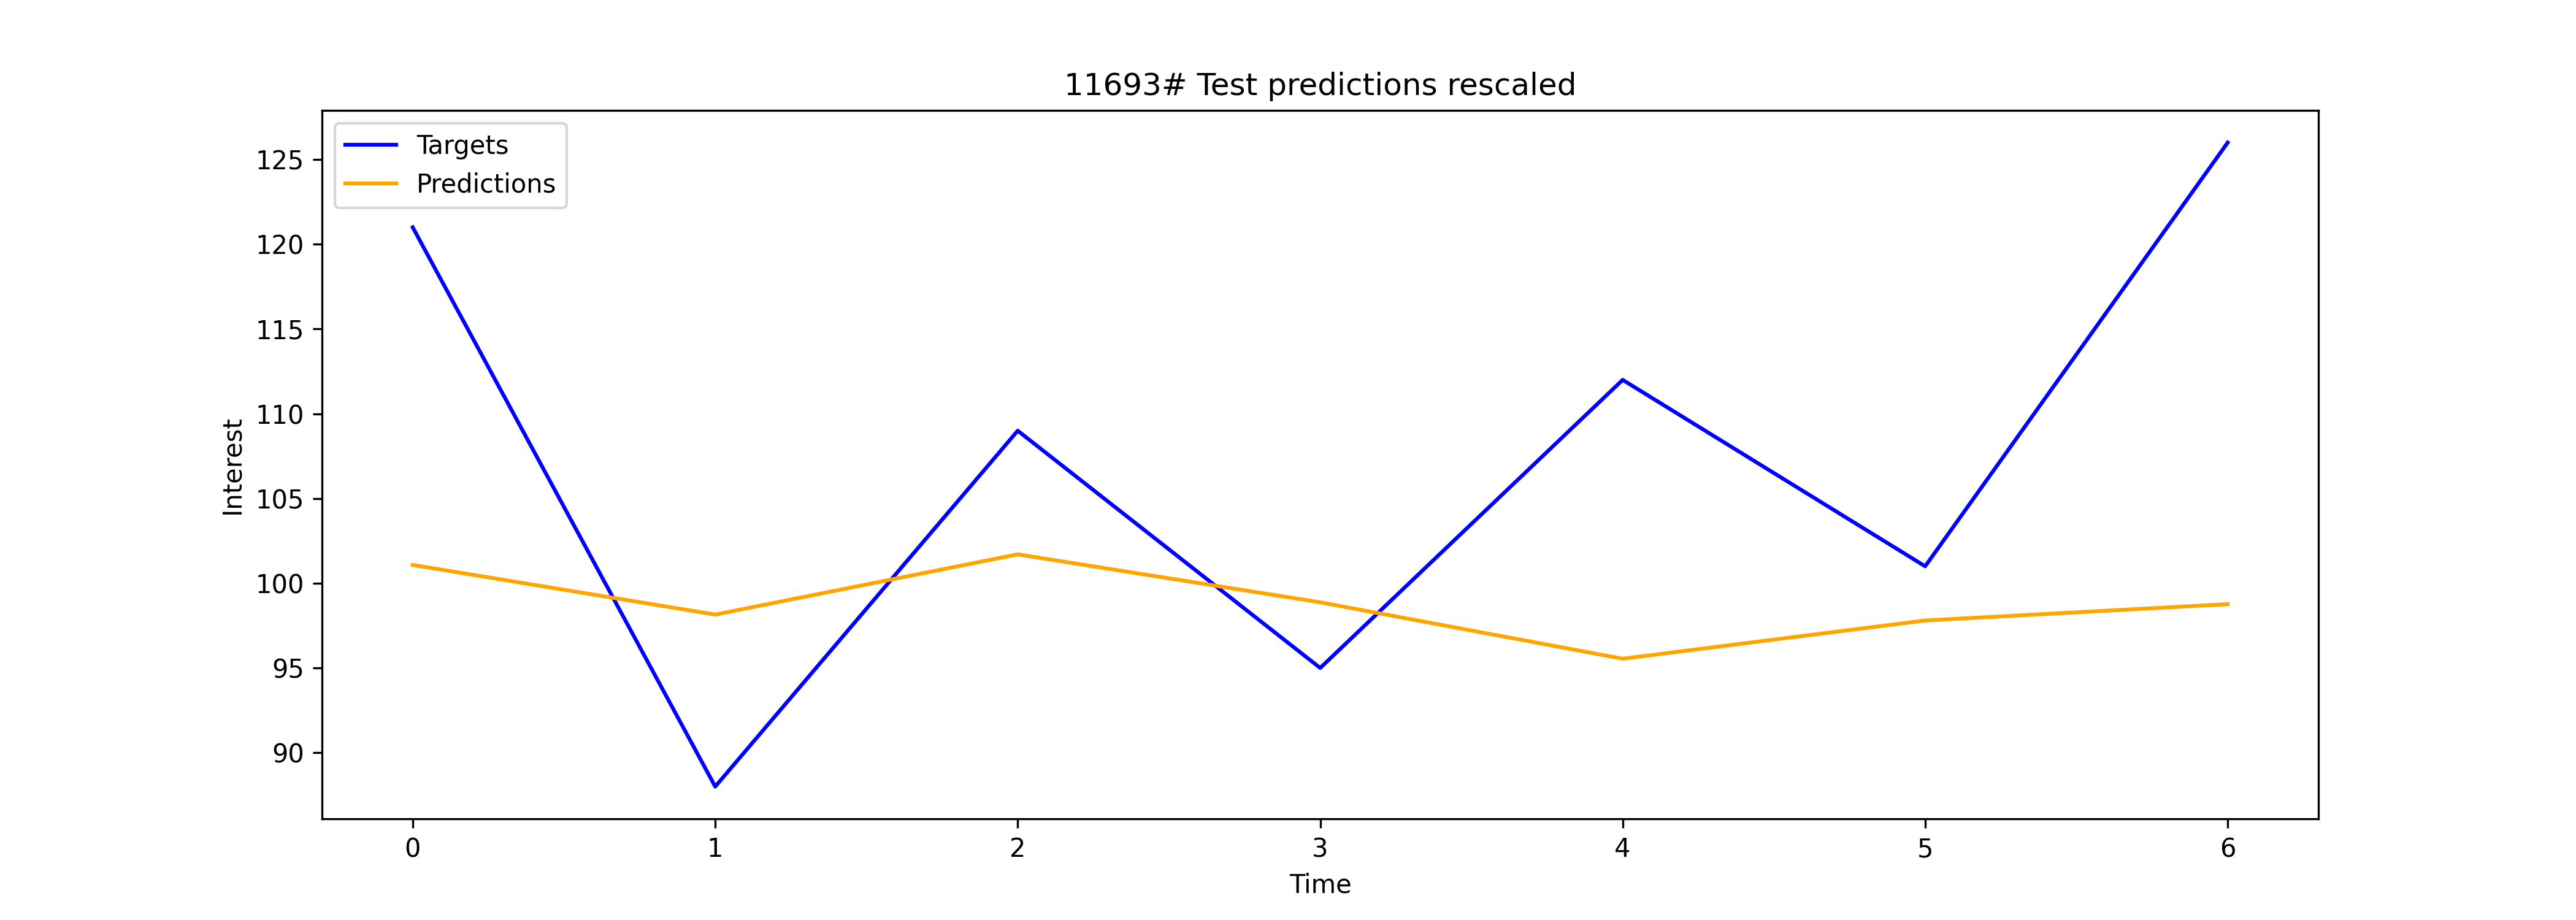 11693# Test predictions rescaled
Targets
Predictions
125
120
115
110
105
100
95
90
Interest
0 1 2 3 4 5 6
Time